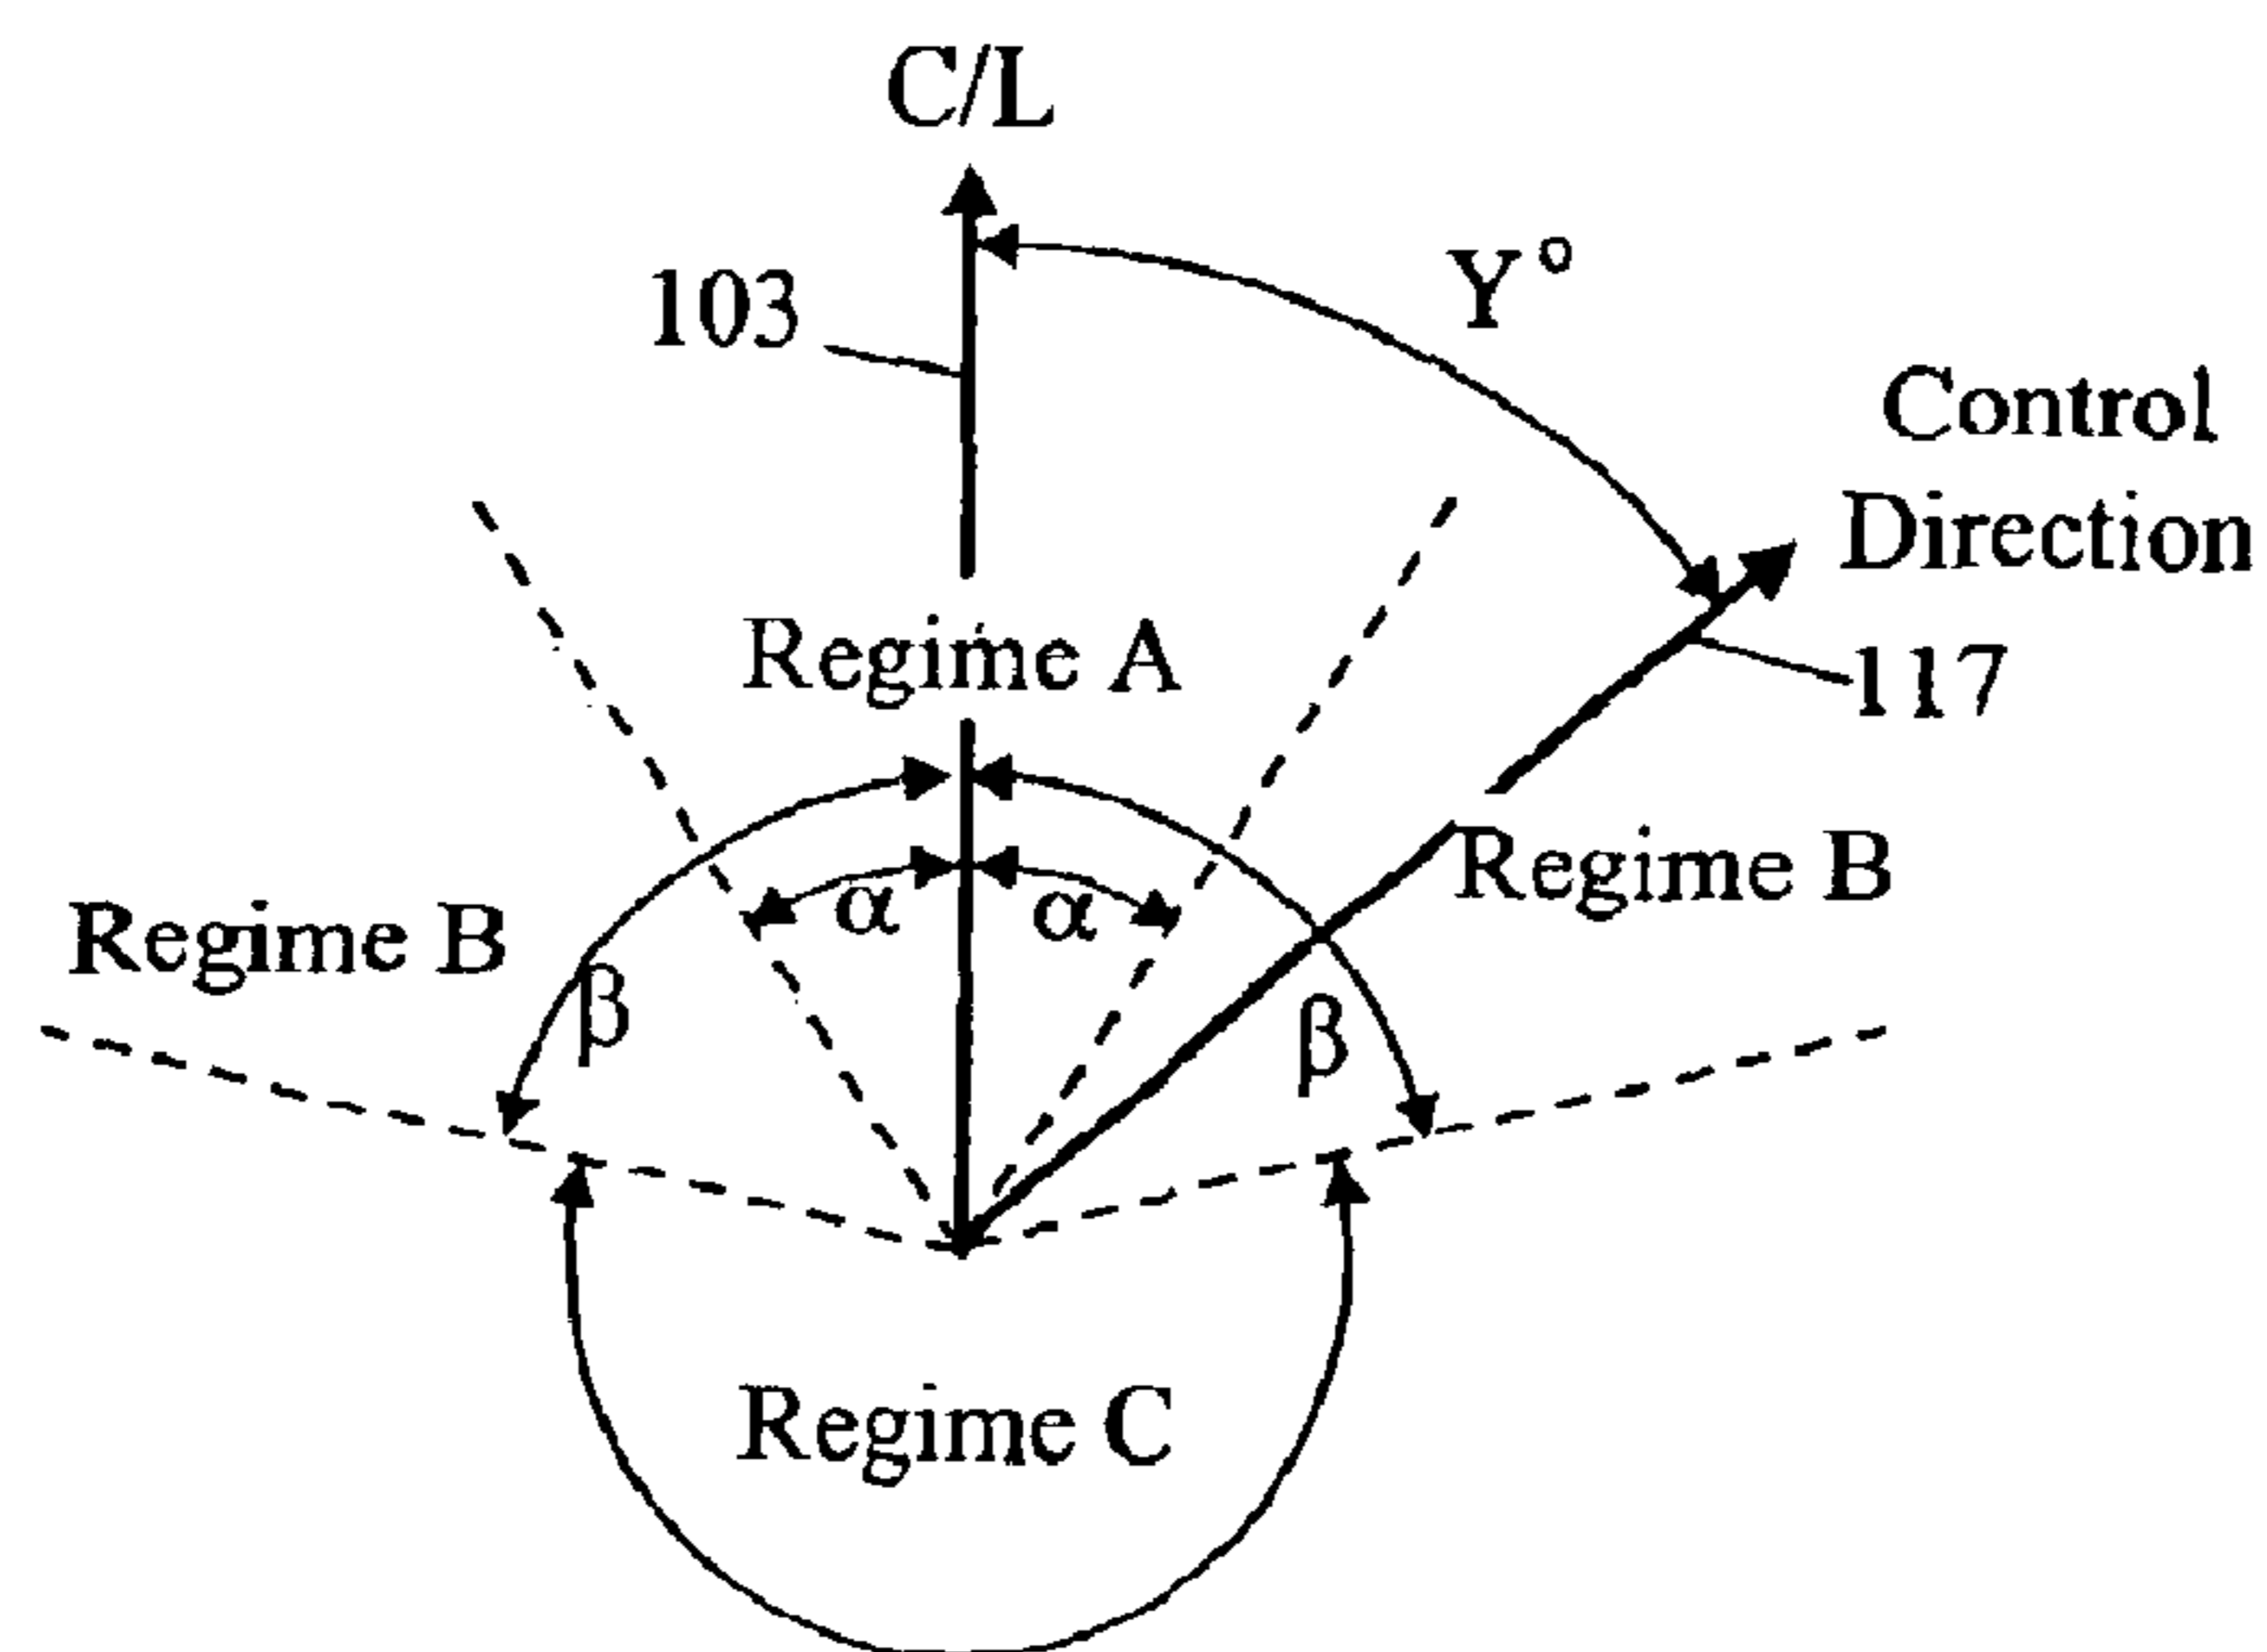 C/L
Y°
103
Control
Direction
Regime A
117
Regime B
α
α
Regime B
β
β
Regime C